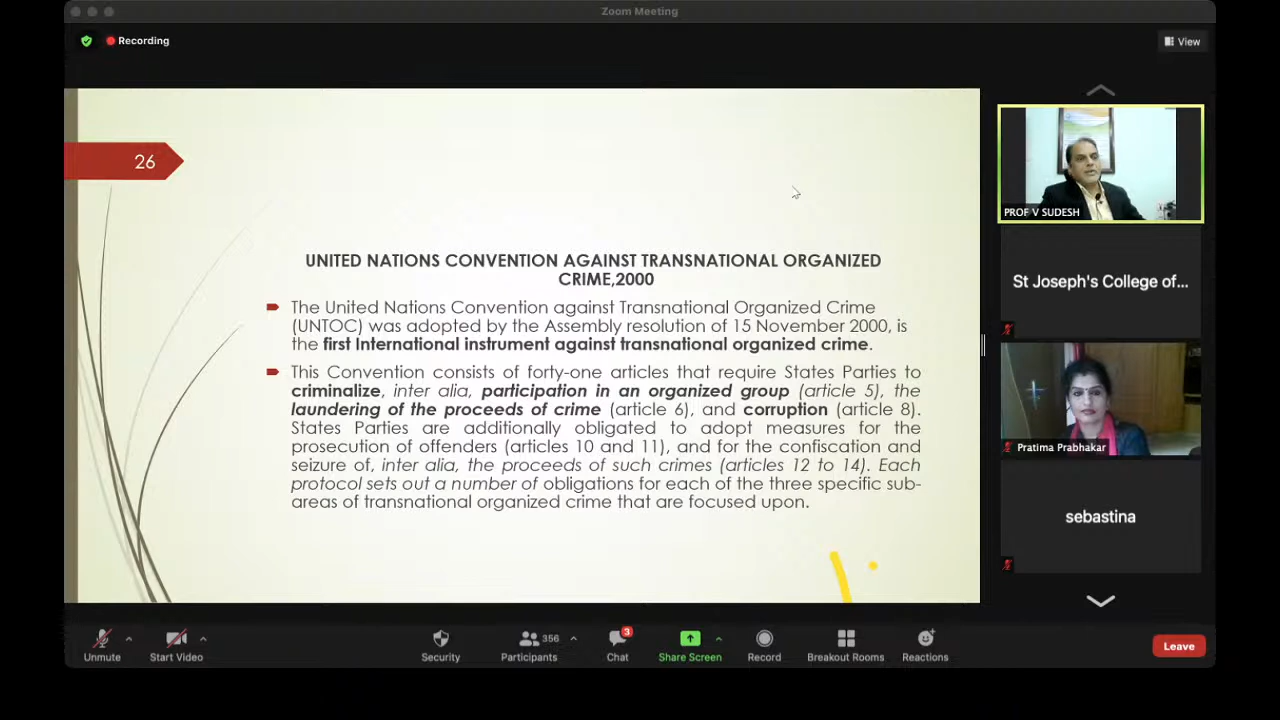 Zoom Meeting
Recording
View
26
UNITED NATIONS CONVENTION AGAINST TRANSNATIONAL ORGANIZED
CRIME,2000
The United Nations Convention against Transnational Organized Crime
(UNTOC) was adopted by the Assembly resolution of 15 November 2000, is
the first International instrument against transnational organized crime.
This Convention consists of forty-one articles that require States Parties to
criminalize, inter alia, participation in an organized group (article 5), the
laundering of the proceeds of crime (article 6), and corruption (article 8).
States Parties are additionally obligated to adopt measures for the
prosecution of offenders (articles 10 and 11), and for the confiscation and
seizure of, inter alia, the proceeds of such crimes (articles 12 to 14). Each
protocol sets out a number of obligations for each of the three specific sub-
areas of transnational organized crime that are focused upon.
PROF V SUDESH
St Joseph's College of...
Pratima Prabhakar
sebastina
Unmute
Start Video
Security
356
Participants
3
Chat
Share Screen
Record
Breakout Rooms
Reactions
Leave